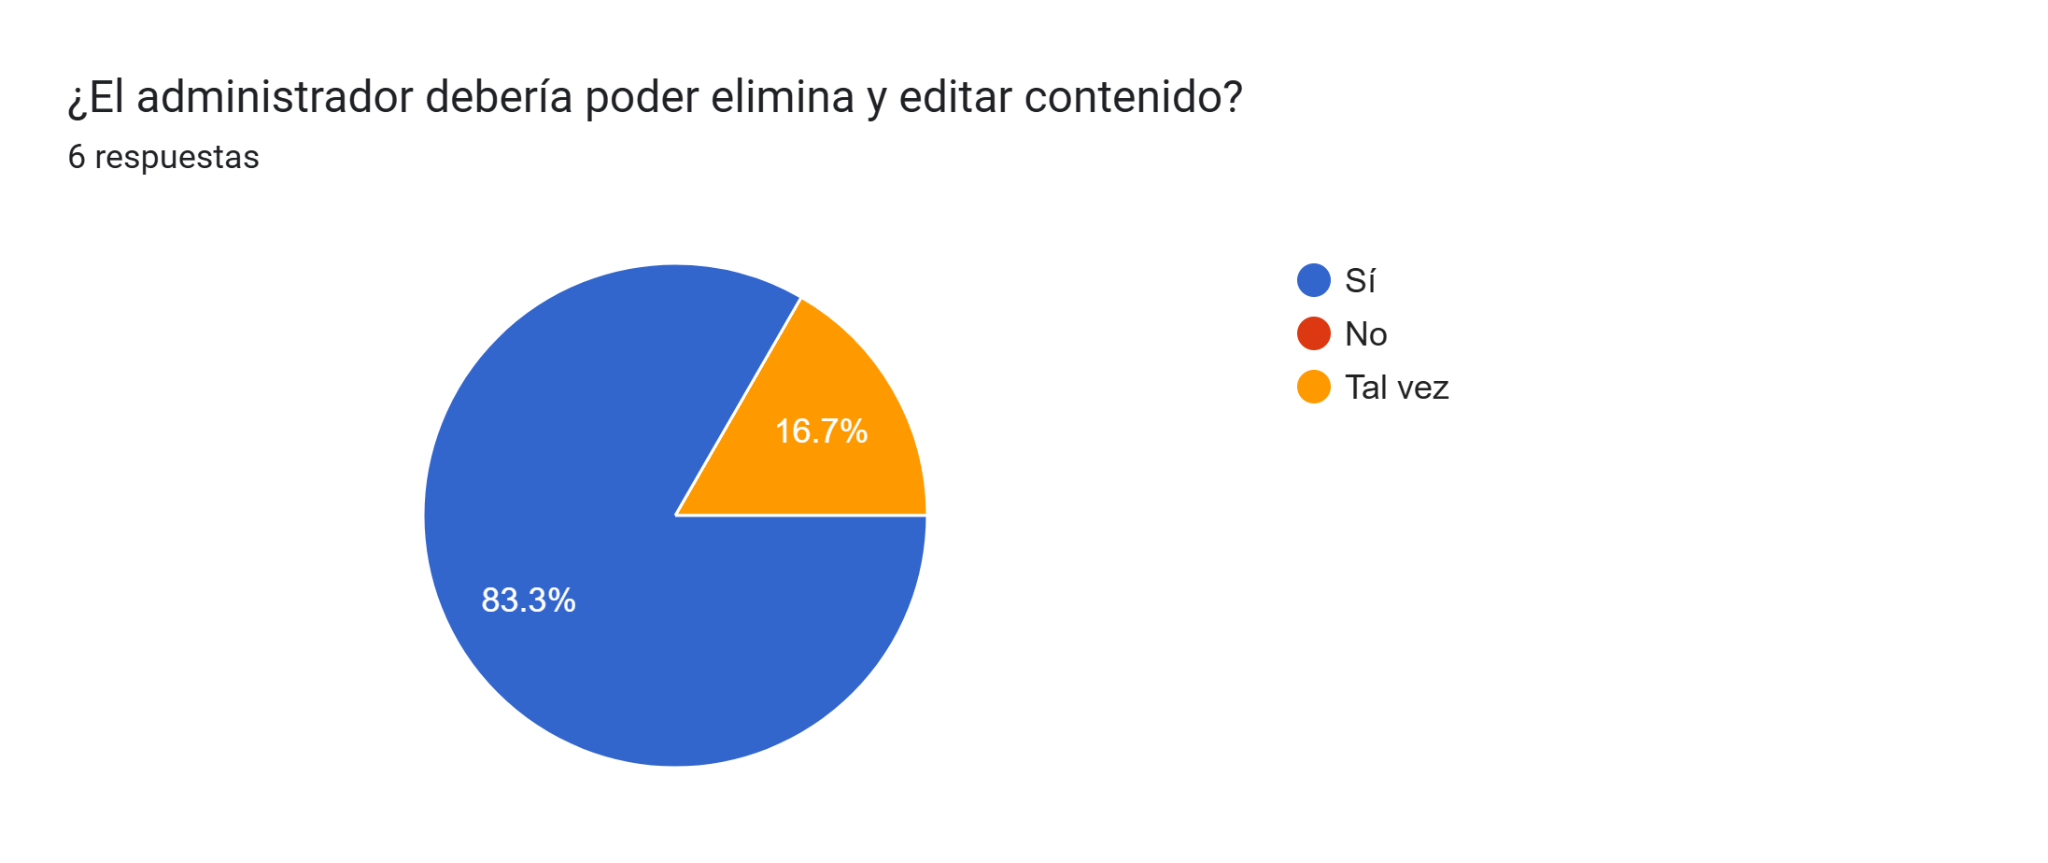 ¿El administrador debería poder elimina y editar contenido?
6 respuestas
Sí
No
Tal vez
16.7%
83.3%